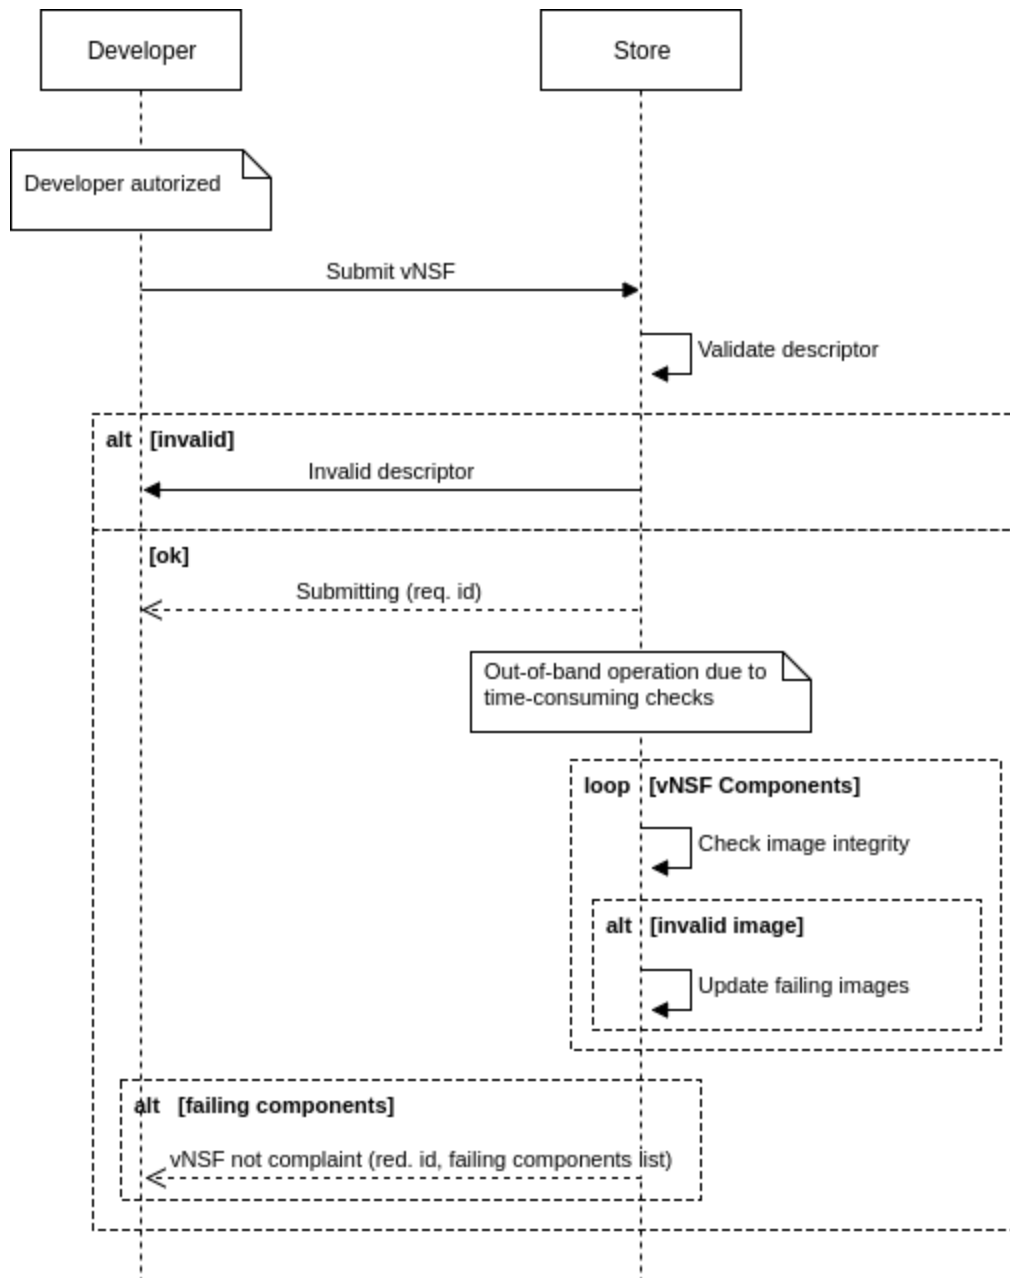 Developer
Store
Developer autorized
Submit vNSF
Validate descriptor
alt [invalid]
Invalid descriptor
[ok]
Submitting (req. id)
Out-of-band operation due to
time-consuming checks
loop [vNSF Components]
Check image integrity
alt [invalid image]
Update failing images
alt [failing components]
vNSF not complaint (red. id, failing components list)